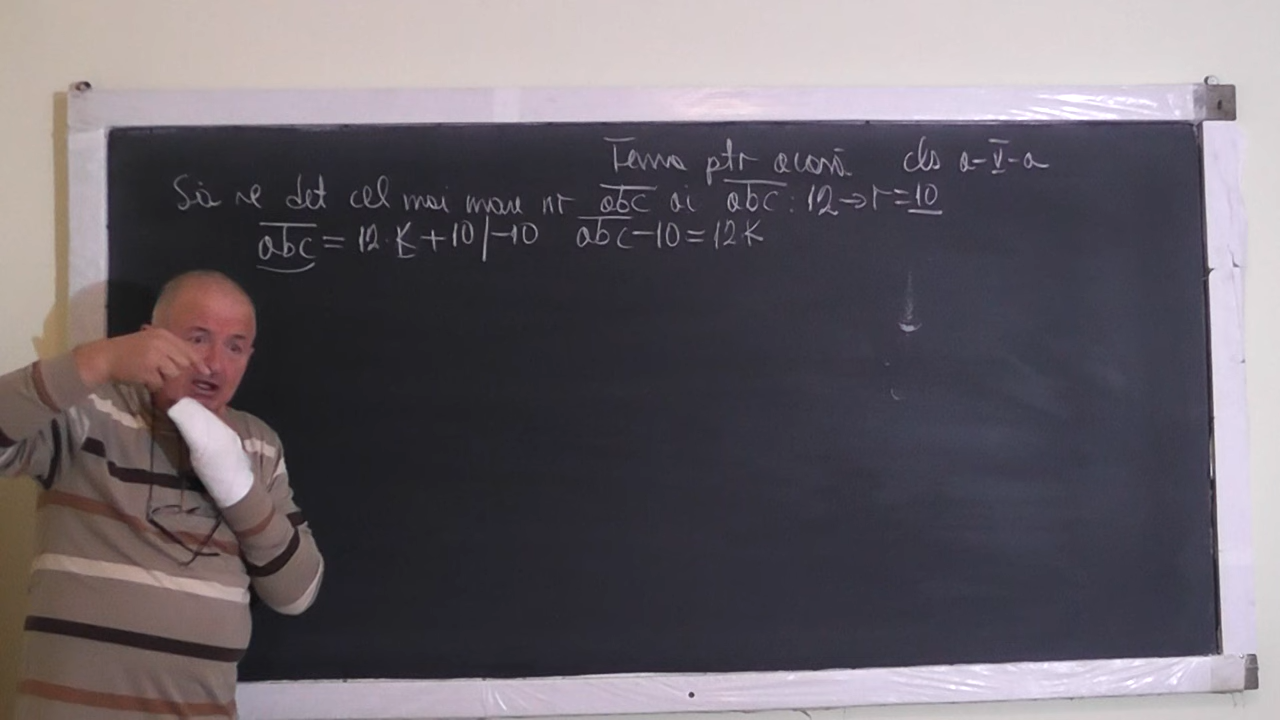 Tema ptr acasă cls a-V-a
Să se det cel mai mare nr abc ai abc : 12 → r = 10
abc = 12·K + 10 |-10 abc - 10 = 12K